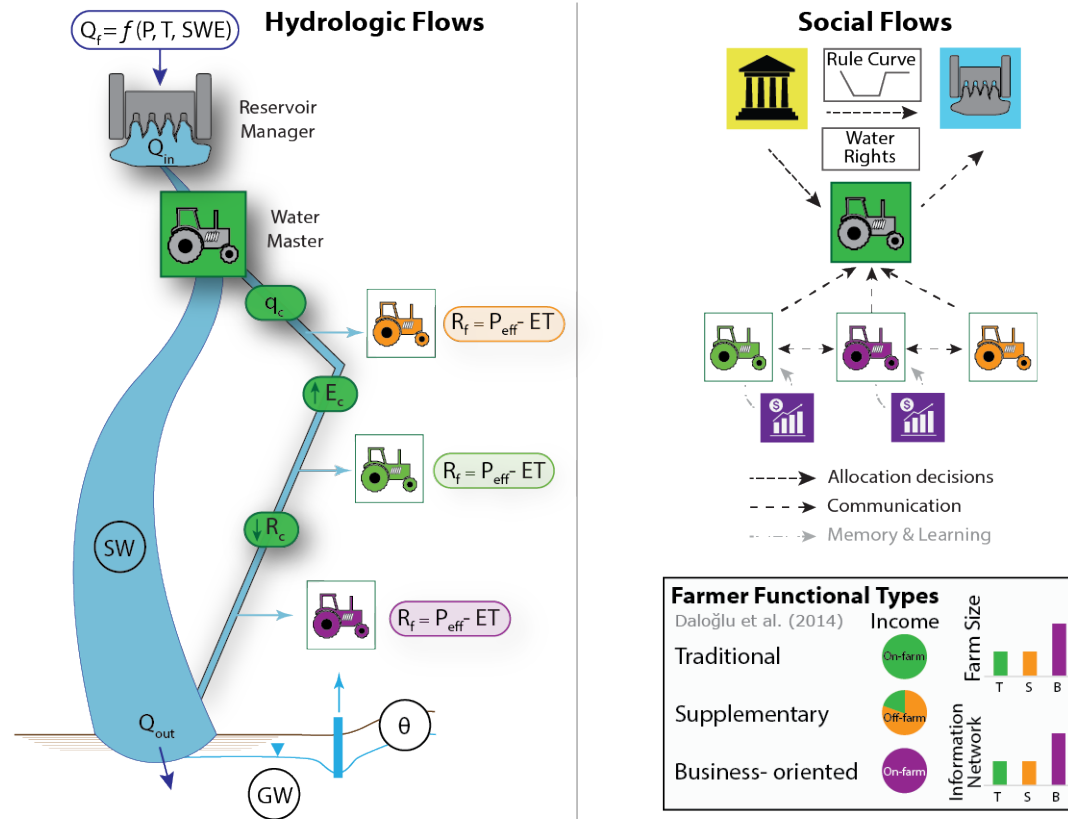 Hydrologic Flows
Q_f = f (P, T, SWE)
Reservoir
Manager
Q_in
Water
Master
q_c
R_f = P_eff - ET
↑ E_c
R_f = P_eff - ET
↓ R_c
SW
R_f = P_eff - ET
Q_out
θ
GW
Social Flows
Rule Curve
Water
Rights
$
$
Allocation decisions
Communication
Memory & Learning
Farmer Functional Types
Daloğlu et al. (2014)
Income
Traditional
On-farm
Supplementary
Off-farm
Business- oriented
On-farm
Farm Size
T S B
Information
Network
T S B